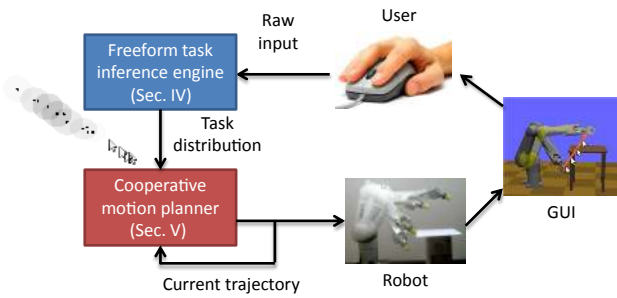 User
Raw
input
Freeform task
inference engine
(Sec. IV)
Task
distribution
Cooperative
motion planner
(Sec. V)
GUI
Current trajectory
Robot